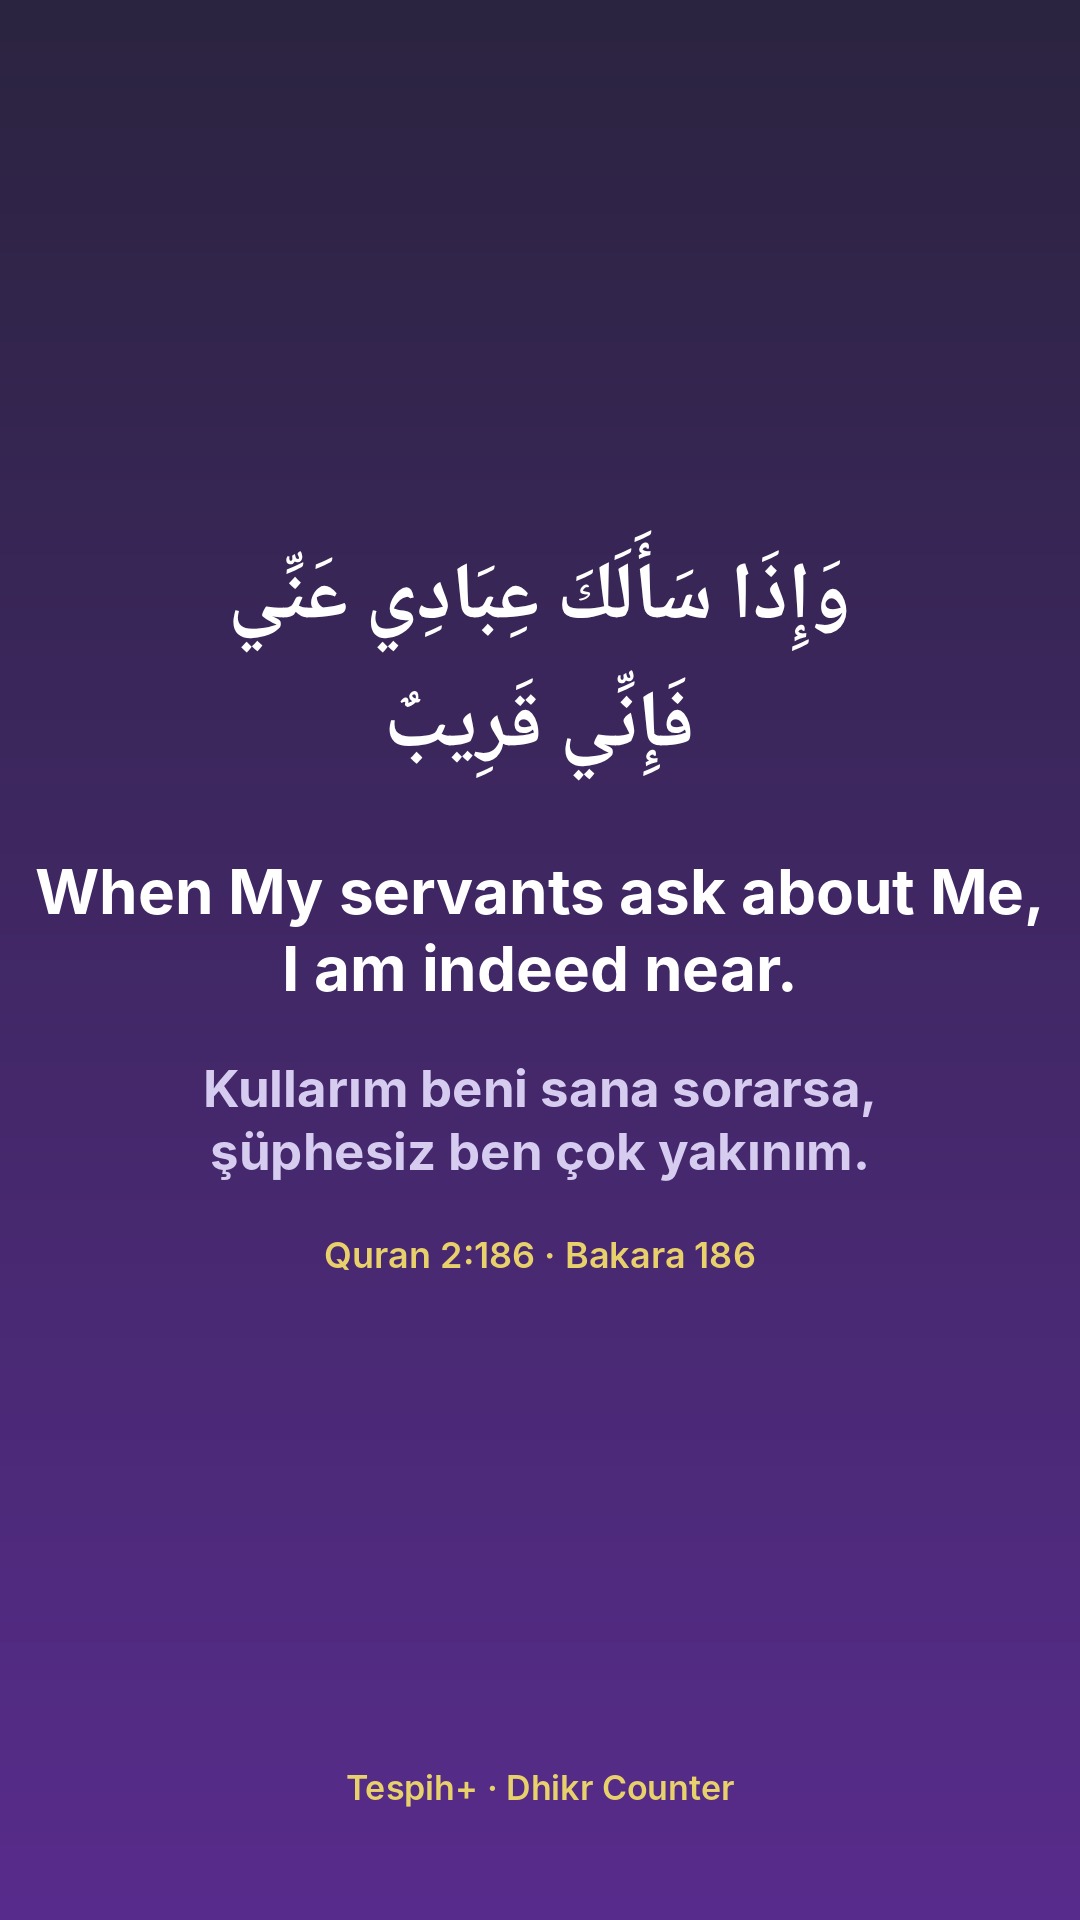 وَإِذَا سَأَلَكَ عِبَادِي عَنِّي
فَإِنِّي قَرِيبٌ
When My servants ask about Me,
I am indeed near.
Kullarım beni sana sorarsa,
şüphesiz ben çok yakınım.
Quran 2:186 · Bakara 186
Tespih+ · Dhikr Counter